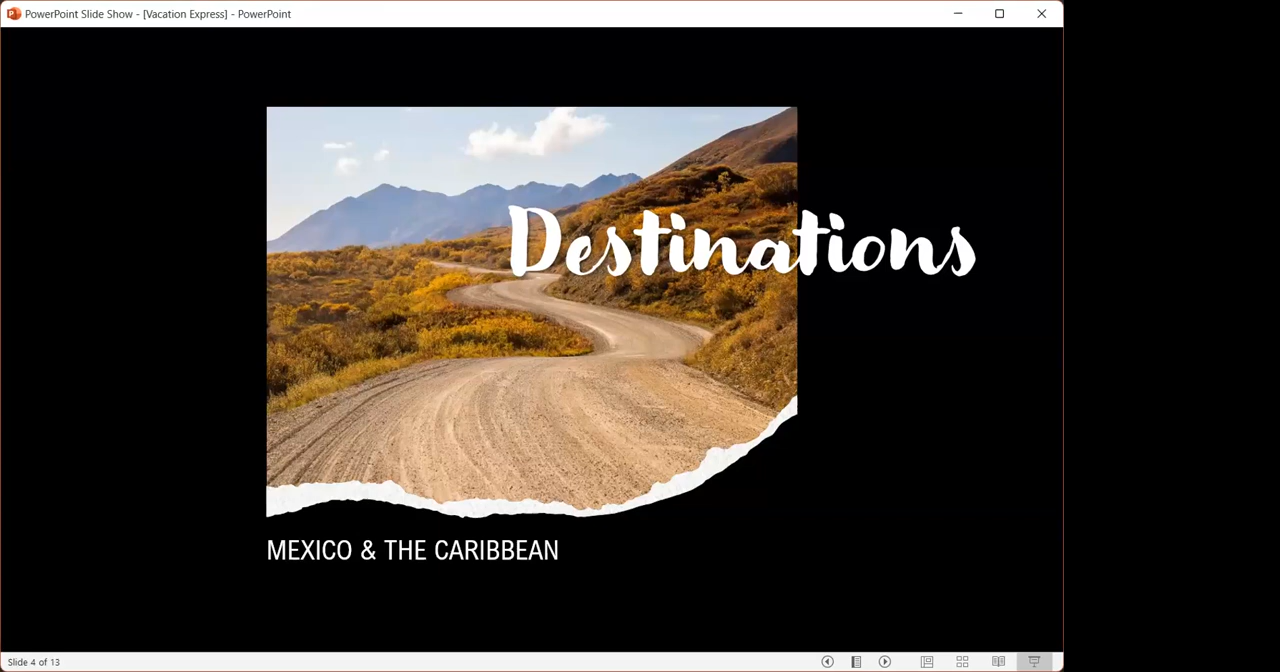 PowerPoint Slide Show - [Vacation Express] - PowerPoint
Destinations
MEXICO & THE CARIBBEAN
Slide 4 of 13